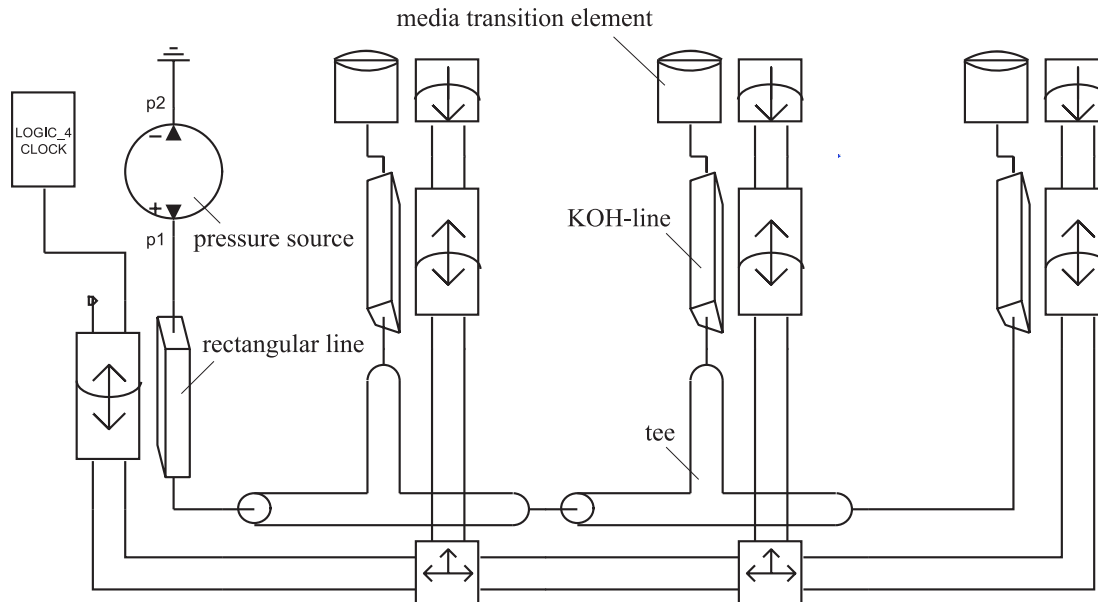 media transition element
p2
LOGIC_4
CLOCK
−
+
p1
pressure source
KOH-line
rectangular line
tee